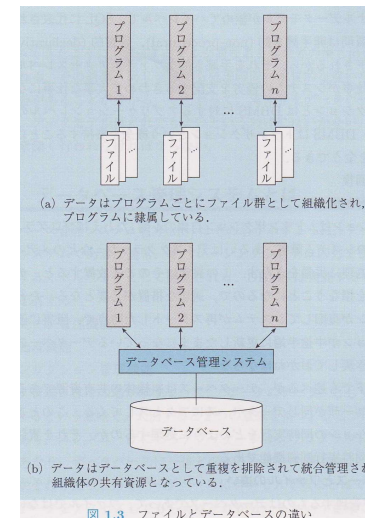 プログラム1
プログラム2
…
プログラムn
ファイル
…
ファイル
…
ファイル
…
(a) データはプログラムごとにファイル群として組織化され,
プログラムに隷属している.
プログラム1
プログラム2
…
プログラムn
データベース管理システム
データベース
(b) データはデータベースとして重複を排除されて統合管理され
組織体の共有資源となっている.
図 1.3 ファイルとデータベースの違い